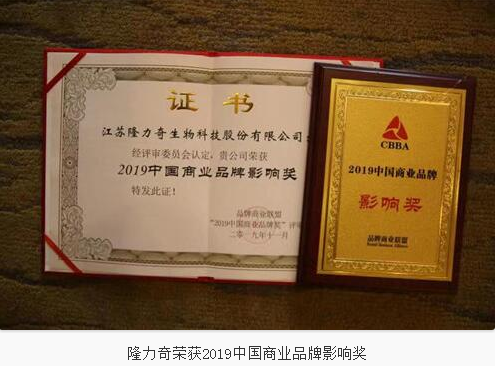 证书
江苏隆力奇生物科技股份有限公司
经评审委员会认定，贵公司荣获
2019中国商业品牌影响奖
特发此证！
品牌商业联盟
“2019中国商业品牌奖”评
二〇一九年十一月
CBBA
2019中国商业品牌
影响奖
品牌商业联盟
隆力奇荣获2019中国商业品牌影响奖